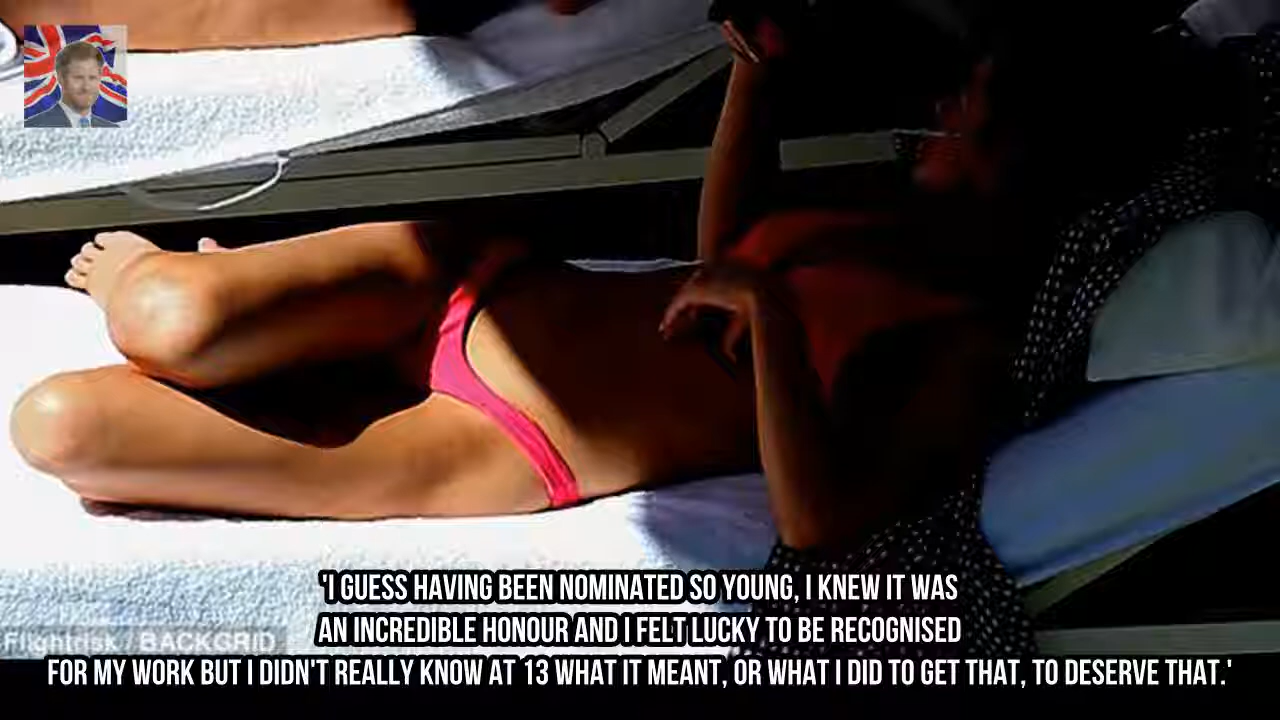 Flightrisk / BACKGRID
'I GUESS HAVING BEEN NOMINATED SO YOUNG, I KNEW IT WAS
AN INCREDIBLE HONOUR AND I FELT LUCKY TO BE RECOGNISED
FOR MY WORK BUT I DIDN'T REALLY KNOW AT 13 WHAT IT MEANT, OR WHAT I DID TO GET THAT, TO DESERVE THAT.'